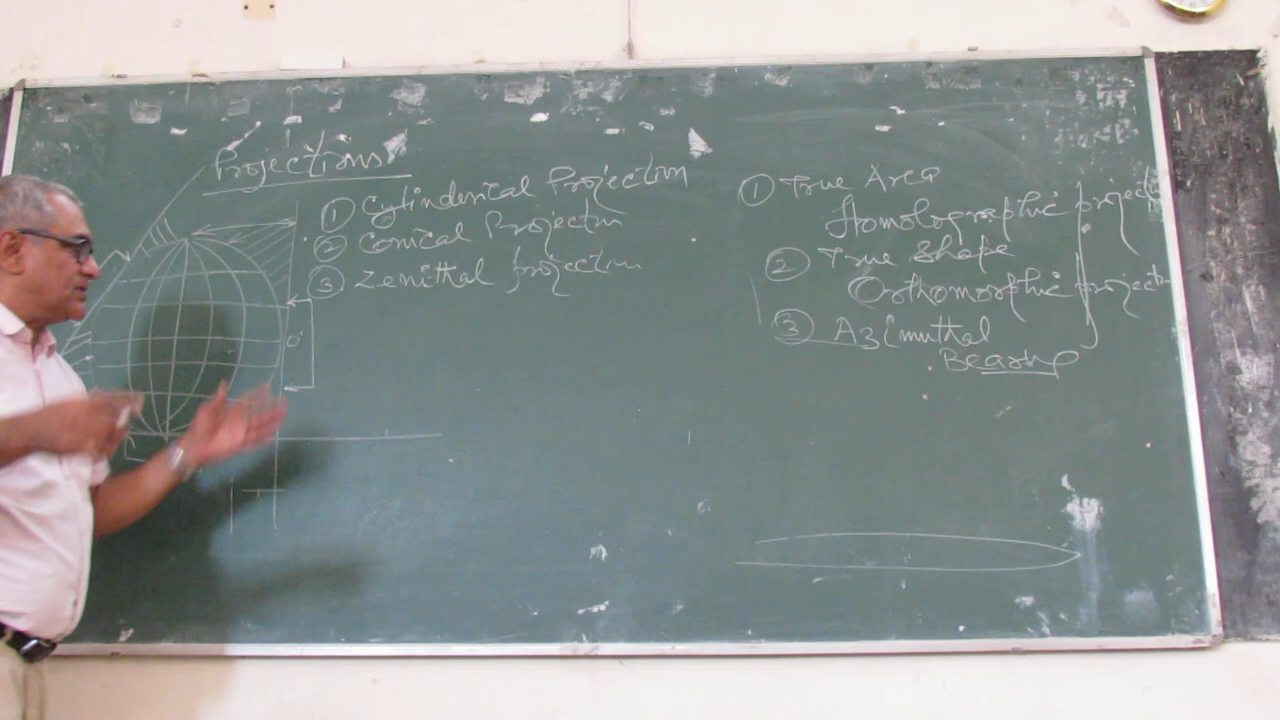 Projections
① Cylinderical Projection
② Conical Projection
③ Zenithal projection
① True Area
Homolographic projection
② True Shape
Orthomorphic projection
③ Azimuthal
Bearing
0°